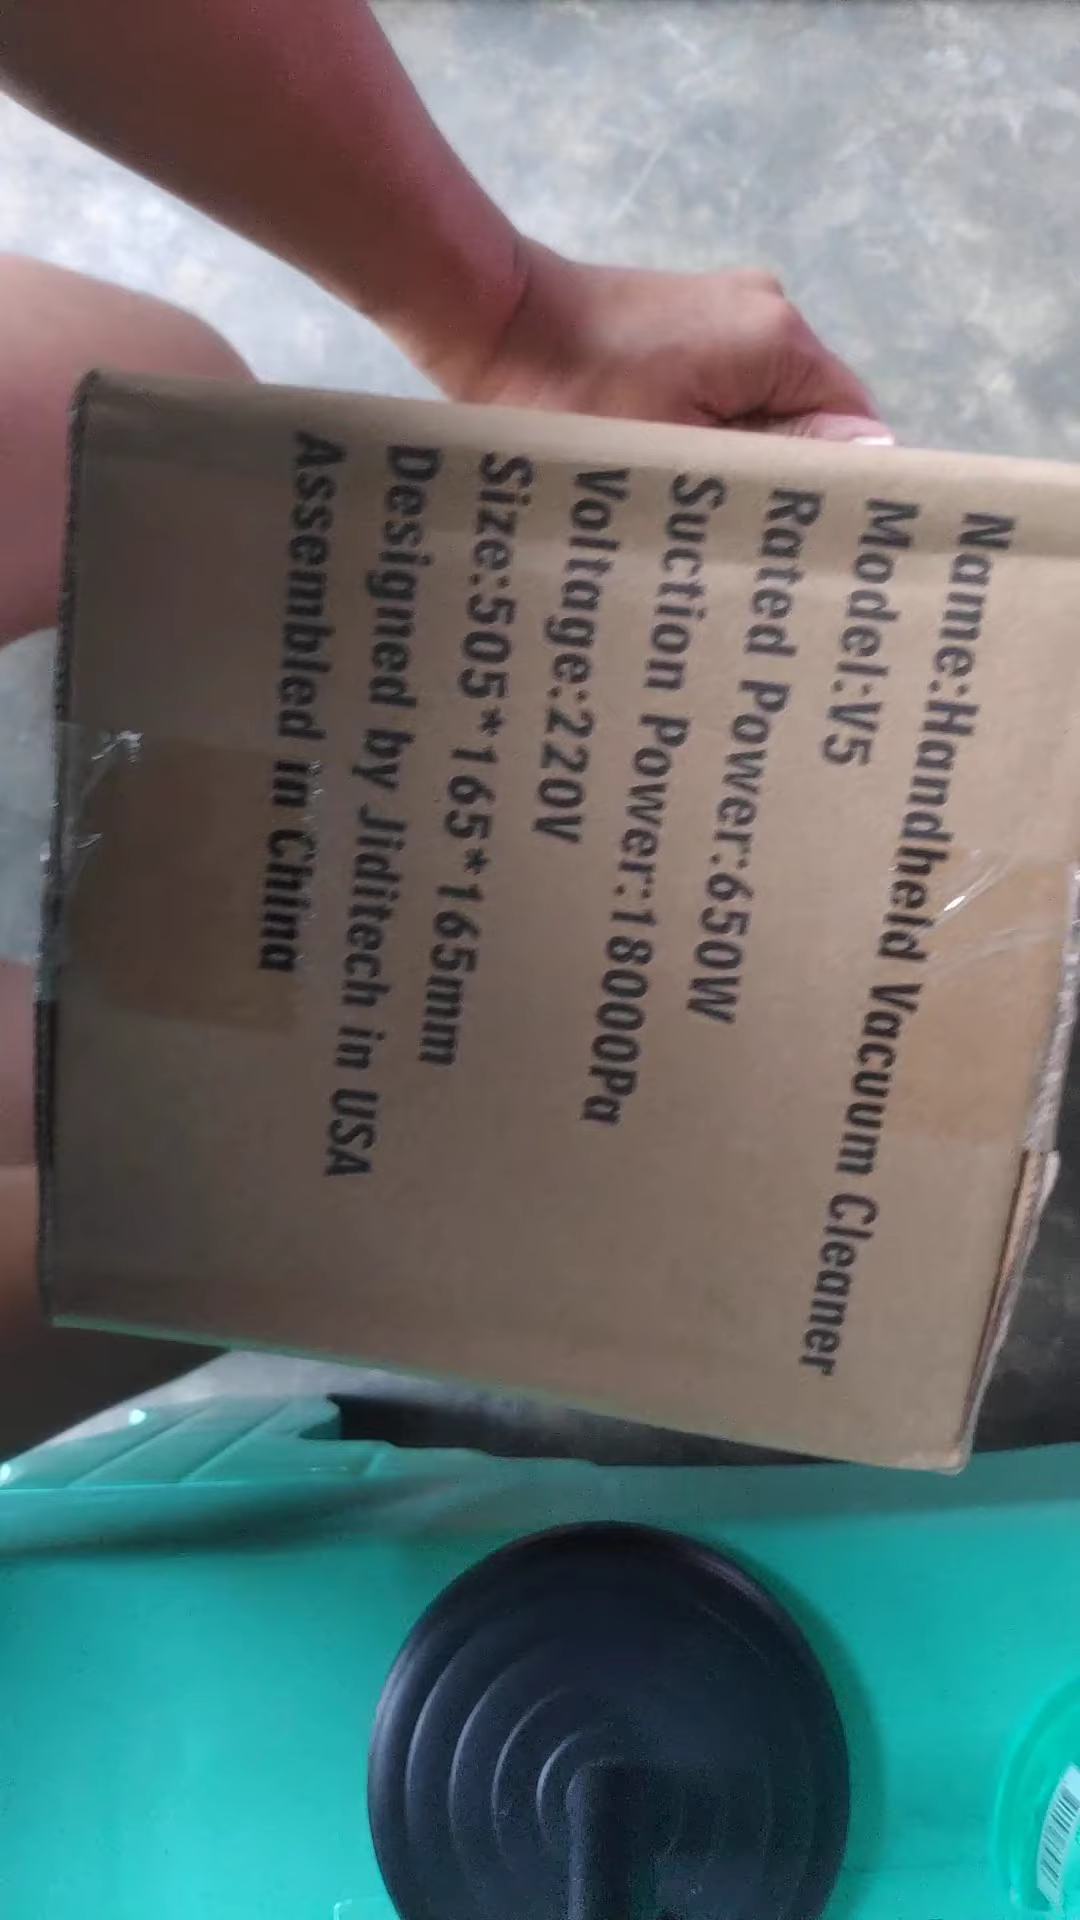 Name:Handheld Vacuum Cleaner
Model:V5
Rated Power:650W
Suction Power:18000Pa
Voltage:220V
Size:505*165*165mm
Designed by Jiditech in USA
Assembled in China